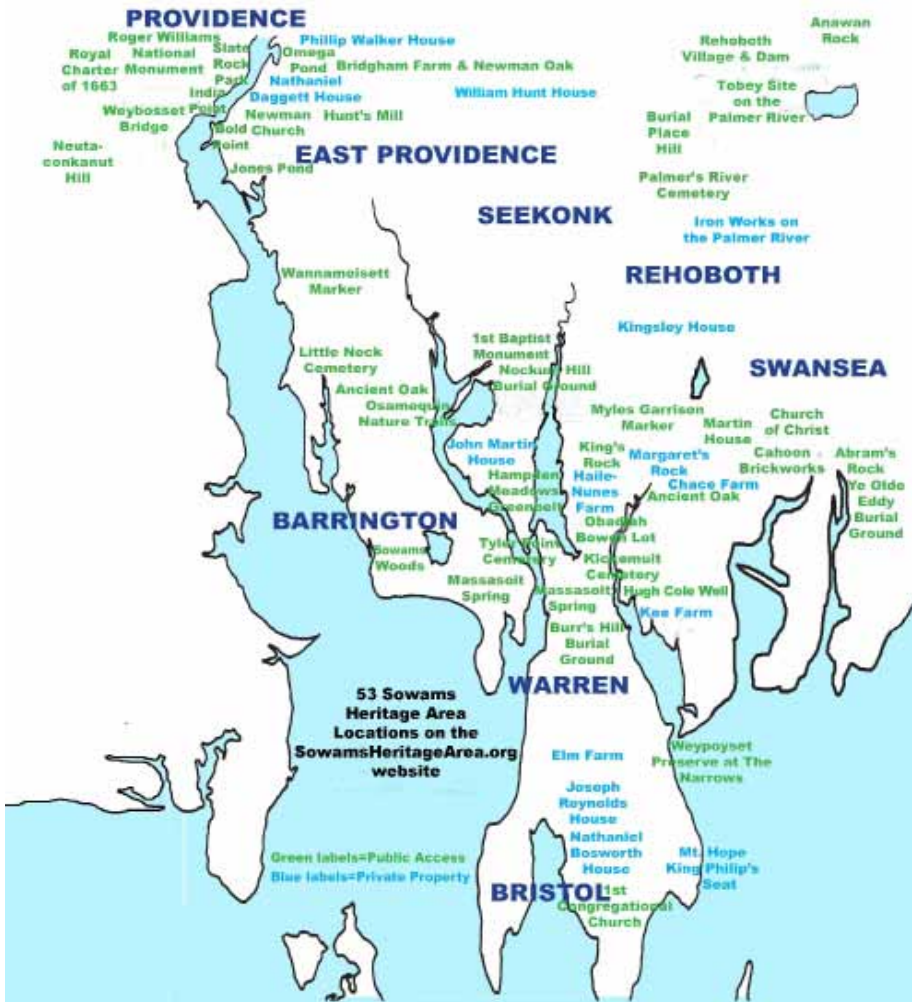 PROVIDENCE
Roger Williams
National
Monument
Royal
Charter
of 1663
Slate
Rock
Park
Omega
Pond
Phillip Walker House
Bridgham Farm & Newman Oak
Nathaniel
Daggett House
William Hunt House
India
Point
Weybosset
Bridge
Newman
Church
Hunt's Mill
Bold
Point
Neuta-
conkanut
Hill
Jones Pond
EAST PROVIDENCE
Anawan
Rock
Rehoboth
Village & Dam
Tobey Site
on the
Palmer River
Burial
Place
Hill
Palmer's River
Cemetery
SEEKONK
Iron Works on
the Palmer River
REHOBOTH
Wannamoisett
Marker
Kingsley House
1st Baptist
Monument
Little Neck
Cemetery
Nockum Hill
Burial Ground
SWANSEA
Ancient Oak
Osamequin
Nature Trails
Myles Garrison
Marker
Martin
House
Church
of Christ
John Martin
House
King's
Rock
Margaret's
Rock
Cahoon
Brickworks
Abram's
Rock
Hampden
Meadows
Greenbelt
Haile-
Nunes
Farm
Chace Farm
Ancient Oak
Ye Olde
Eddy
Burial
Ground
BARRINGTON
Obadiah
Bowen Lot
Sowams
Woods
Tyler Point
Cemetery
Kickemuit
Cemetery
Massasoit
Spring
Massasoit
Spring
Hugh Cole Well
Kee Farm
Burr's Hill
Burial
Ground
WARREN
53 Sowams
Heritage Area
Locations on the
SowamsHeritageArea.org
website
Elm Farm
Weypoyset
Preserve at The
Narrows
Joseph
Reynolds
House
Nathaniel
Bosworth
House
Mt. Hope
King Philip's
Seat
Green labels=Public Access
Blue labels=Private Property
BRISTOL
1st
Congregational
Church